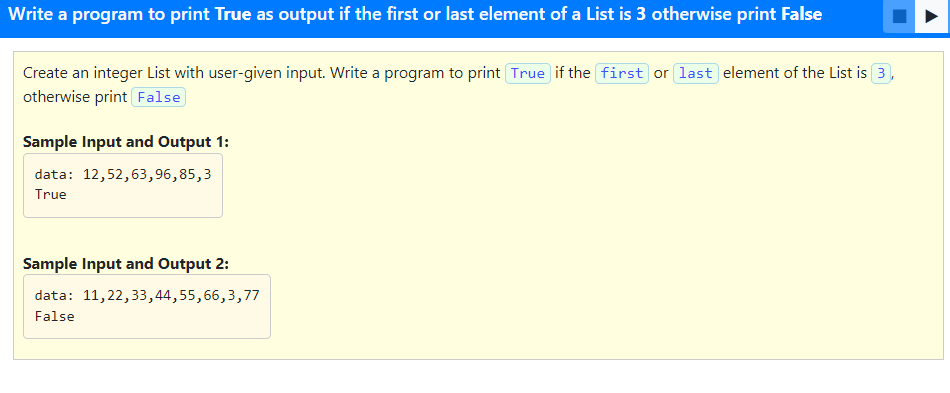 Write a program to print True as output if the first or last element of a List is 3 otherwise print False
Create an integer List with user-given input. Write a program to print True if the first or last element of the List is 3,
otherwise print False
Sample Input and Output 1:
data: 12,52,63,96,85,3
True
Sample Input and Output 2:
data: 11,22,33,44,55,66,3,77
False